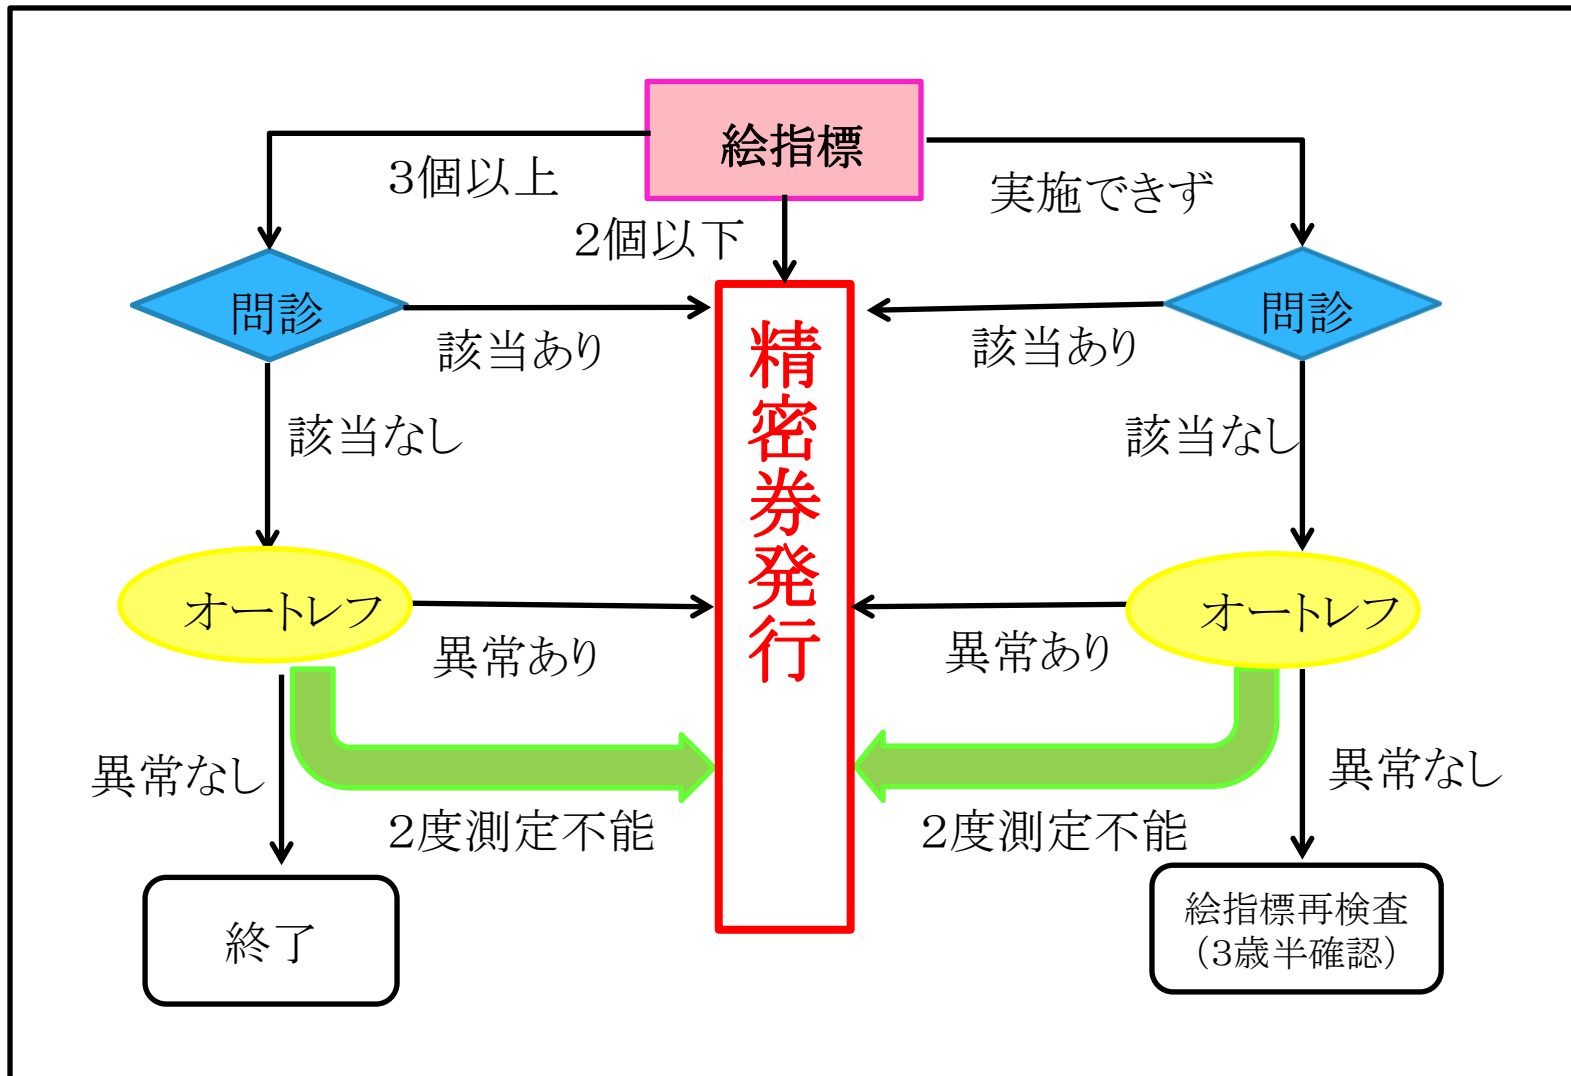 絵指標
3個以上
実施できず
2個以下
問診
問診
該当あり
該当あり
精密券発行
該当なし
該当なし
オートレフ
オートレフ
異常あり
異常あり
異常なし
異常なし
2度測定不能
2度測定不能
終了
絵指標再検査
（3歳半確認）